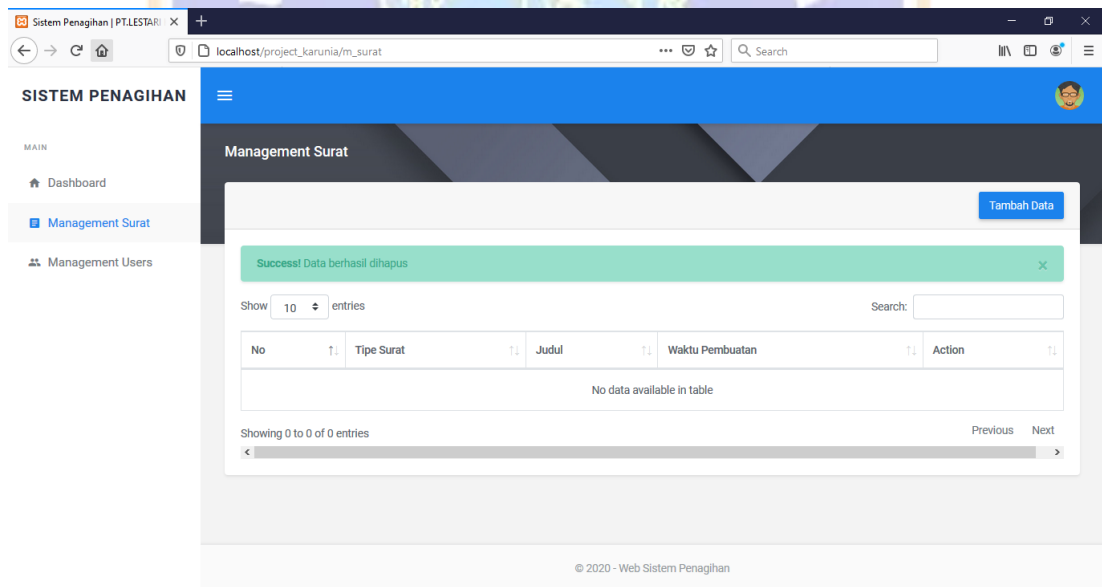 Sistem Penagihan | PT.LESTARI
localhost/project_karunia/m_surat
Search
SISTEM PENAGIHAN
MAIN
Dashboard
Management Surat
Management Users
Management Surat
Tambah Data
Success! Data berhasil dihapus
Show 10 entries
Search:
No Tipe Surat Judul Waktu Pembuatan Action
No data available in table
Showing 0 to 0 of 0 entries
Previous Next
© 2020 - Web Sistem Penagihan